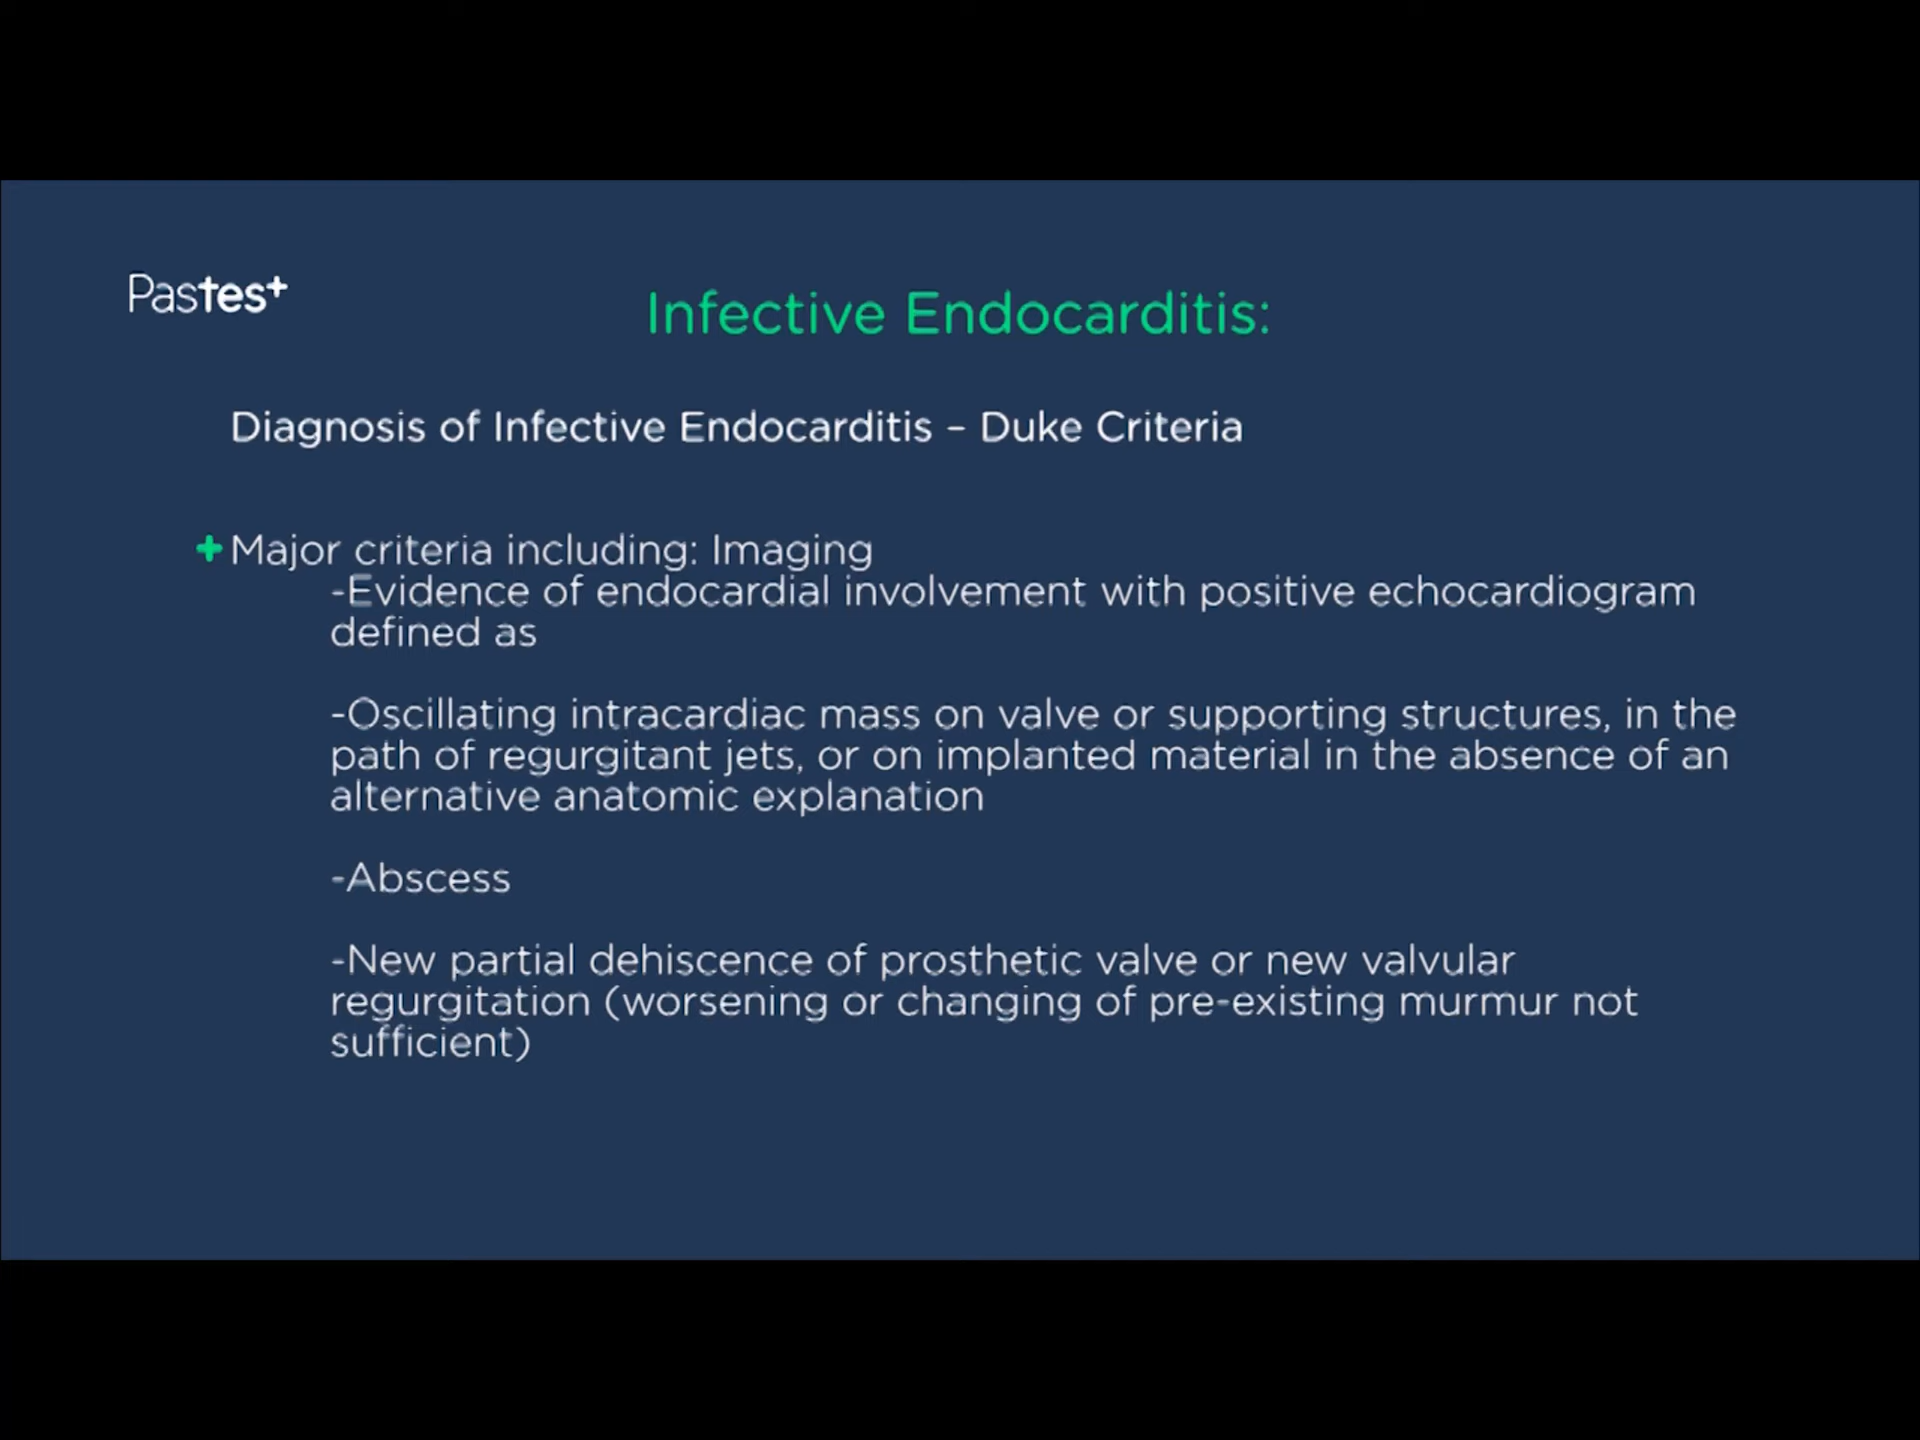 Pastest
Infective Endocarditis:
Diagnosis of Infective Endocarditis – Duke Criteria
+ Major criteria including: Imaging
-Evidence of endocardial involvement with positive echocardiogram
defined as
-Oscillating intracardiac mass on valve or supporting structures, in the
path of regurgitant jets, or on implanted material in the absence of an
alternative anatomic explanation
-Abscess
-New partial dehiscence of prosthetic valve or new valvular
regurgitation (worsening or changing of pre-existing murmur not
sufficient)